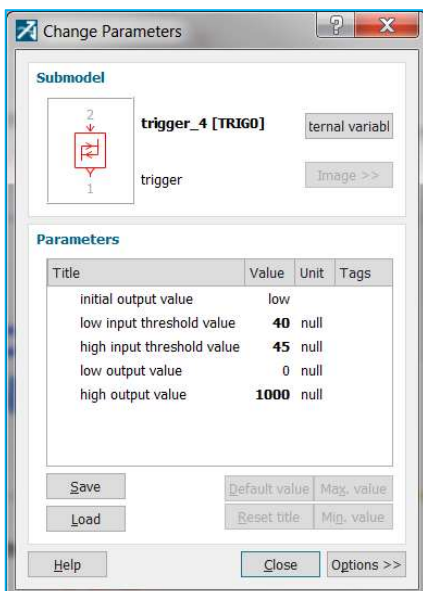 Change Parameters ? X
Submodel
2
trigger_4 [TRIG0] ternal variabl
trigger Image >>
1
Parameters
Title Value Unit Tags
initial output value low
low input threshold value 40 null
high input threshold value 45 null
low output value 0 null
high output value 1000 null
Save Default value Max. value
Load Reset title Min. value
Help Close Options >>